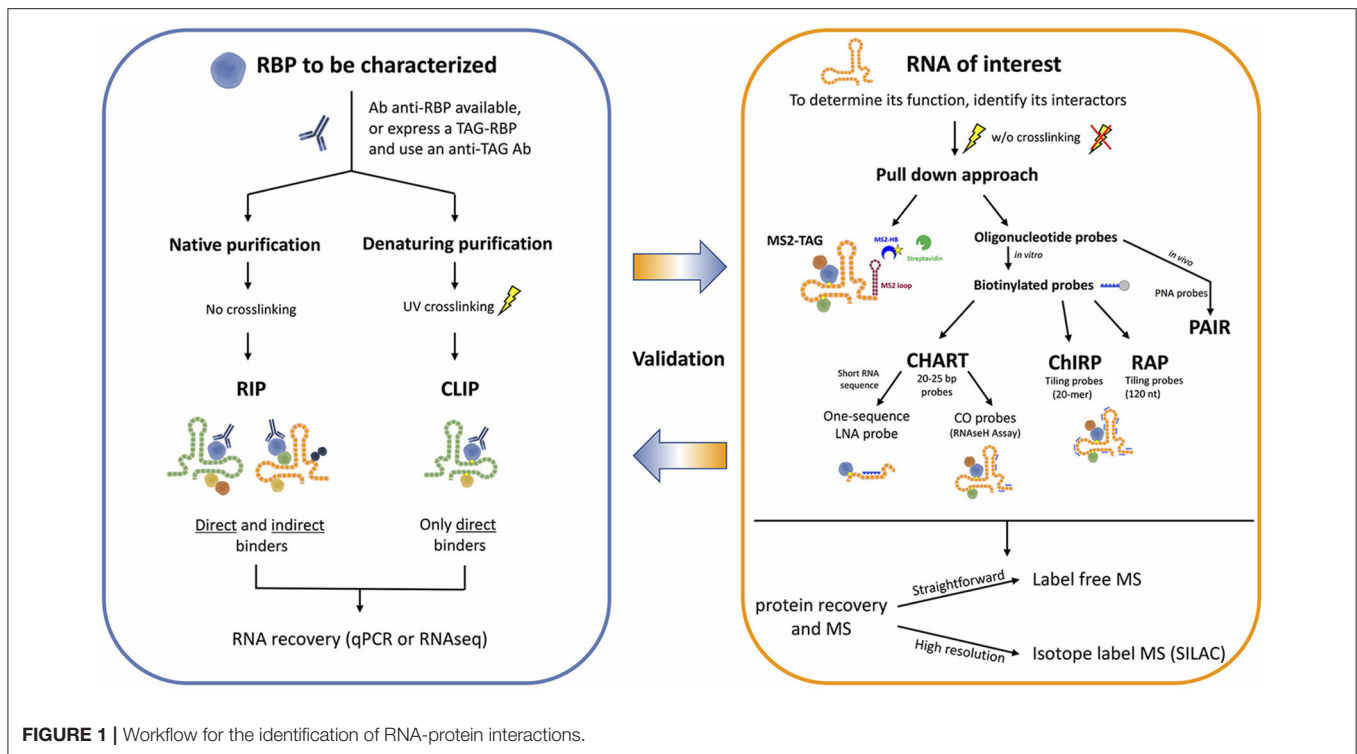 RBP to be characterized
Ab anti-RBP available,
or express a TAG-RBP
and use an anti-TAG Ab
Native purification
Denaturing purification
No crosslinking
UV crosslinking
RIP
CLIP
Direct and indirect
binders
Only direct
binders
RNA recovery (qPCR or RNAseq)
Validation
RNA of interest
To determine its function, identify its interactors
w/o crosslinking
Pull down approach
MS2-TAG
MS2-HB
Streptavidin
MS2 loop
Oligonucleotide probes
in vitro
in vivo
Biotinylated probes
PNA probes
PAIR
CHART
20-25 bp
probes
Short RNA
sequence
ChIRP
Tiling probes
(20-mer)
RAP
Tiling probes
(120 nt)
One-sequence
LNA probe
CO probes
(RNAseH Assay)
protein recovery
and MS
Straightforward
Label free MS
High resolution
Isotope label MS (SILAC)
FIGURE 1 | Workflow for the identification of RNA-protein interactions.